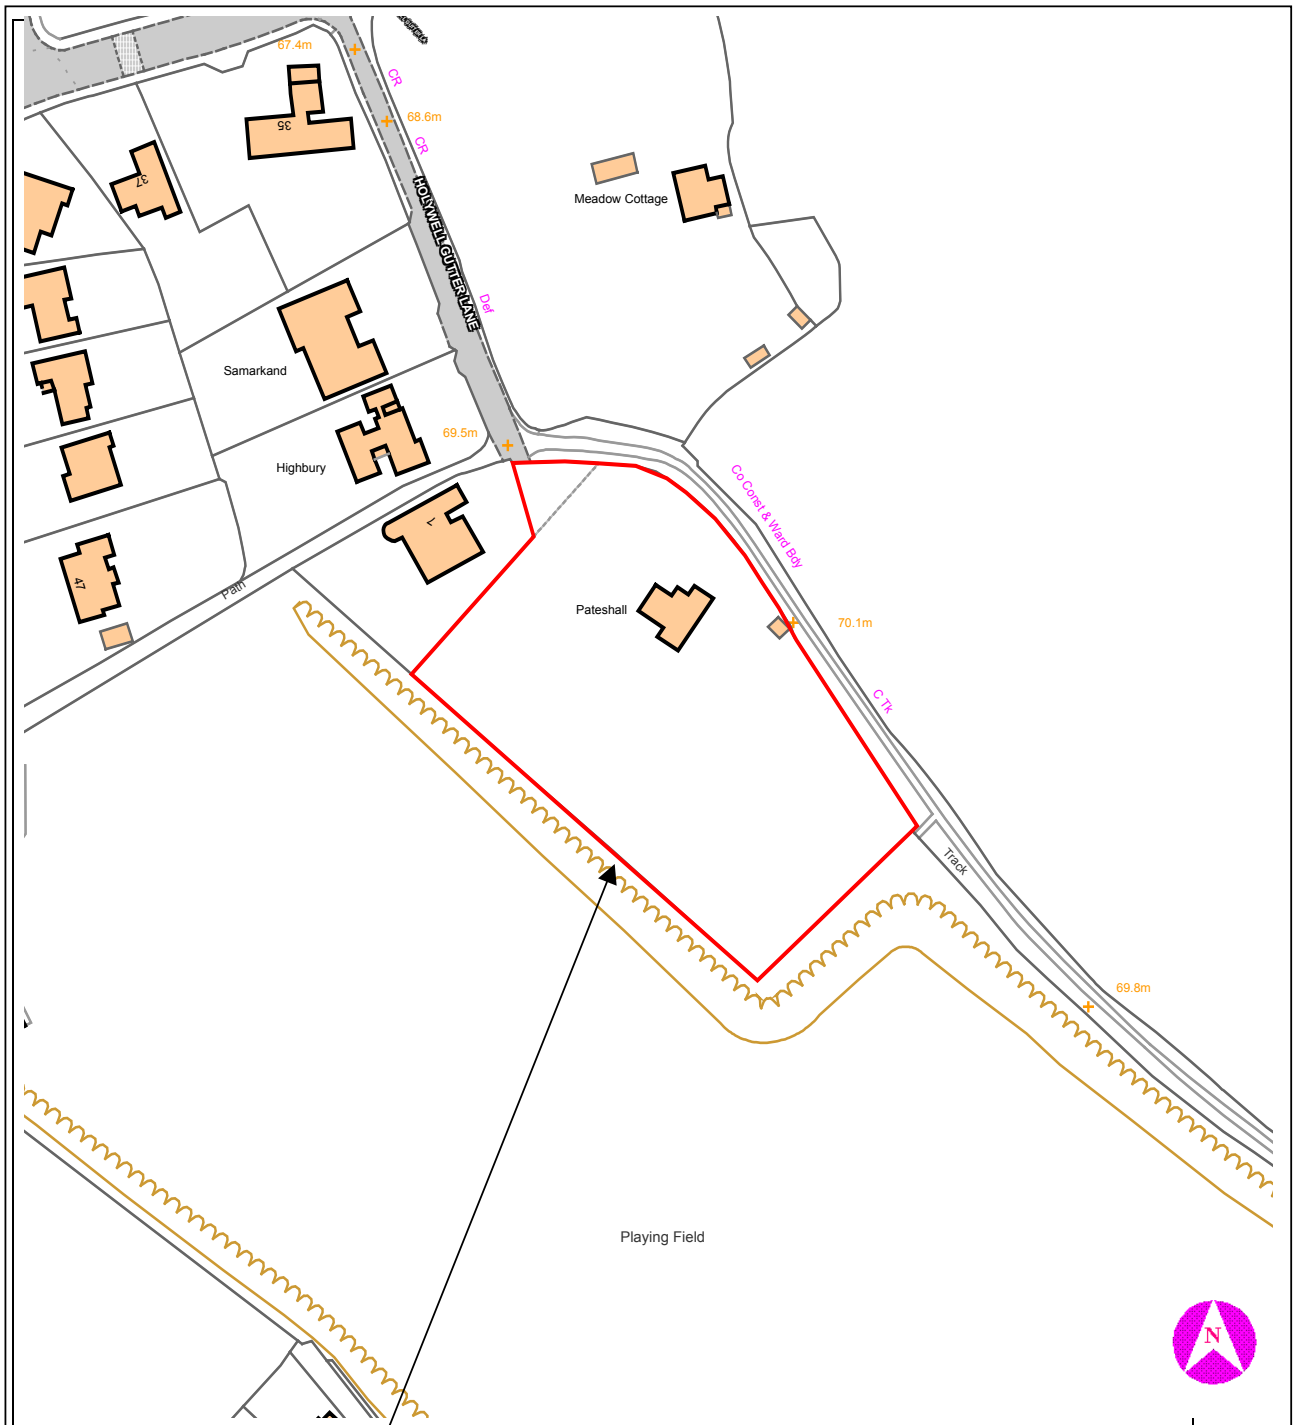 67.4m
CR
35
68.6m
CR
37
HOLYWELL GUTTER LANE
Meadow Cottage
Def
Samarkand
69.5m
Highbury
Co Const & Ward Bdy
1
47
Path
Pateshall
70.1m
C Tk
Track
69.8m
Playing Field
N